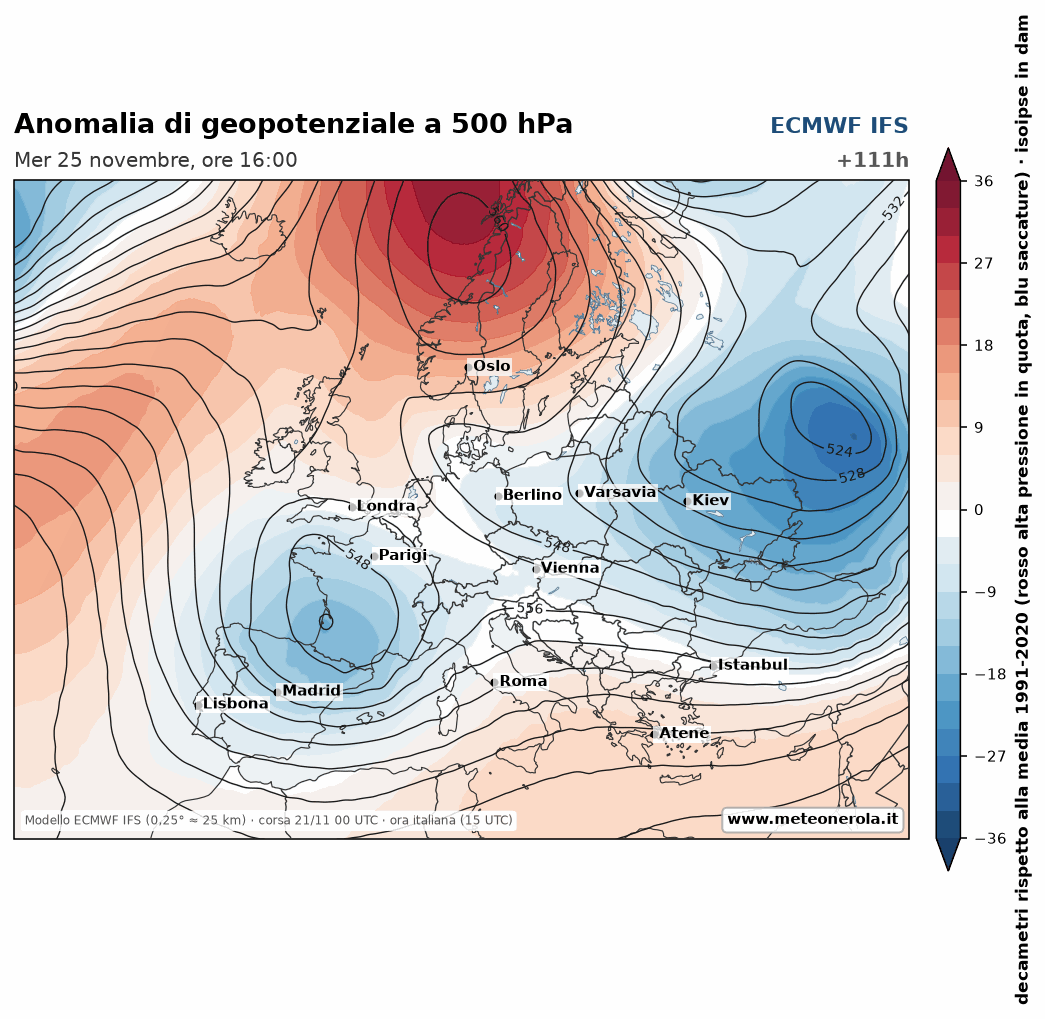 Anomalia di geopotenziale a 500 hPa
ECMWF IFS
Mer 25 novembre, ore 16:00
+111h
532
560
Oslo
524
528
Berlino
Varsavia
Kiev
Londra
548
Parigi
548
Vienna
556
Istanbul
Roma
Madrid
Lisbona
Atene
Modello ECMWF IFS (0,25° ≈ 25 km) · corsa 21/11 00 UTC · ora italiana (15 UTC)
www.meteonerola.it
36
27
18
9
0
−9
−18
−27
−36
decametri rispetto alla media 1991-2020 (rosso alta pressione in quota, blu saccature) · isoipse in dam